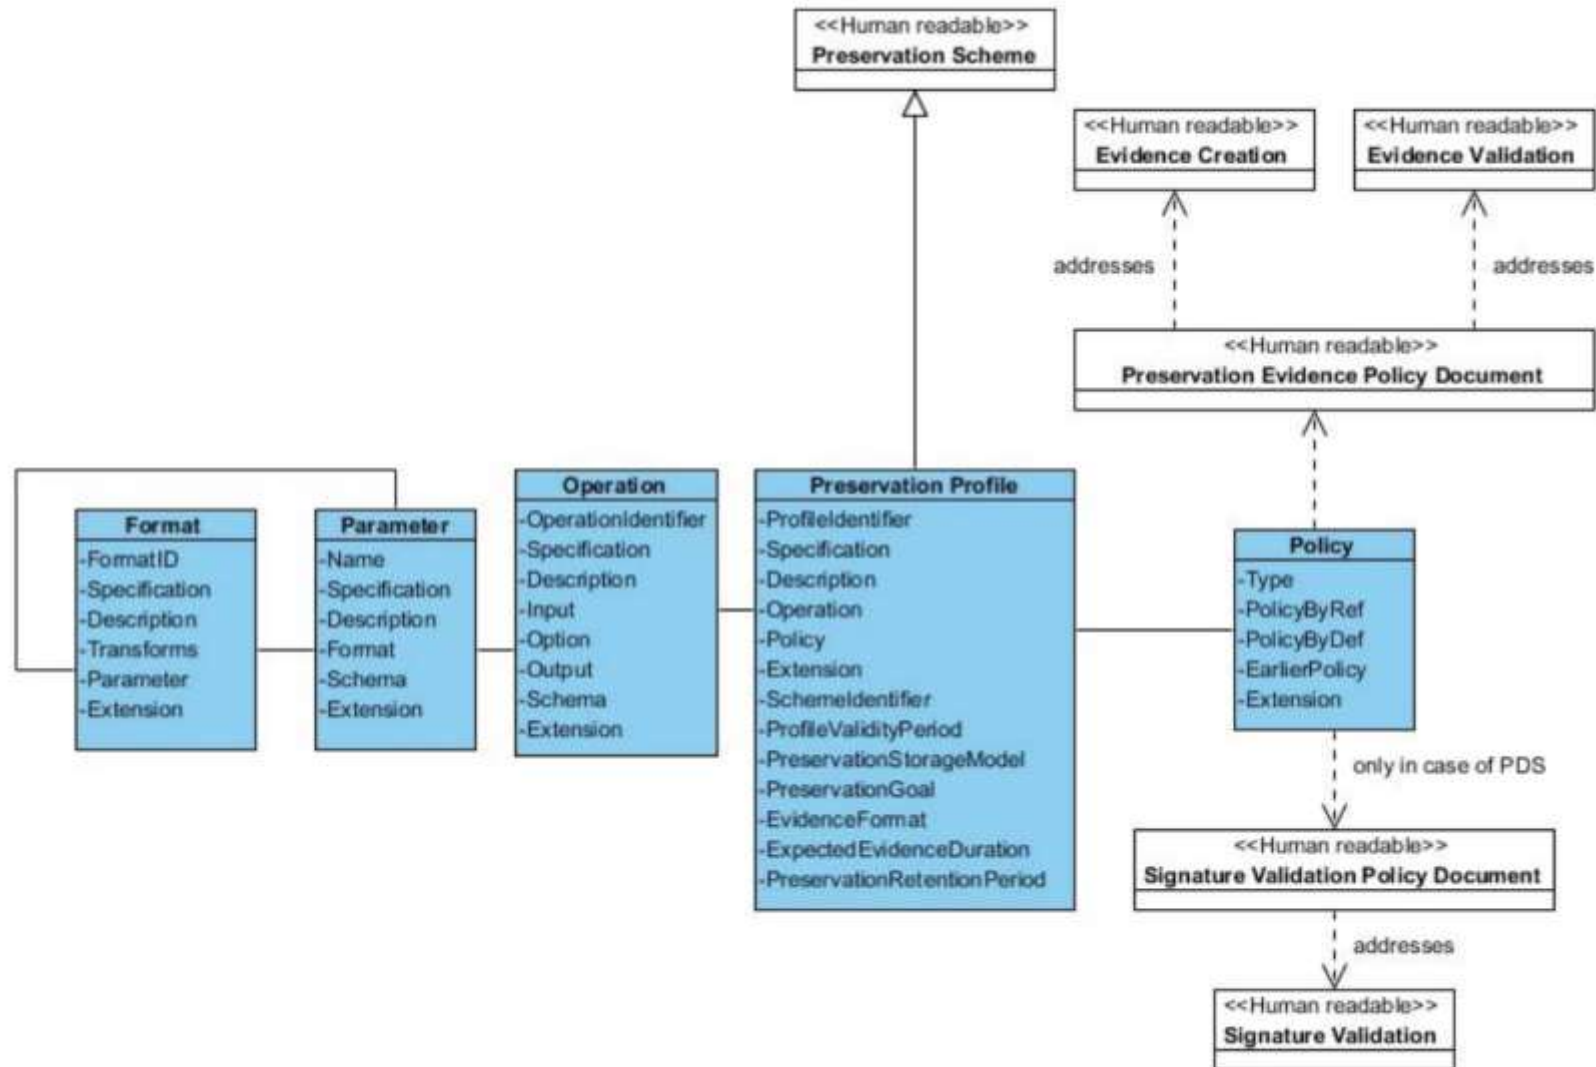 <<Human readable>>
Preservation Scheme
<<Human readable>>
Evidence Creation
<<Human readable>>
Evidence Validation
addresses
addresses
<<Human readable>>
Preservation Evidence Policy Document
Format
-FormatID
-Specification
-Description
-Transforms
-Parameter
-Extension
Parameter
-Name
-Specification
-Description
-Format
-Schema
-Extension
Operation
-OperationIdentifier
-Specification
-Description
-Input
-Option
-Output
-Schema
-Extension
Preservation Profile
-ProfileIdentifier
-Specification
-Description
-Operation
-Policy
-Extension
-SchemeIdentifier
-ProfileValidityPeriod
-PreservationStorageModel
-PreservationGoal
-EvidenceFormat
-ExpectedEvidenceDuration
-PreservationRetentionPeriod
Policy
-Type
-PolicyByRef
-PolicyByDef
-EarlierPolicy
-Extension
only in case of PDS
<<Human readable>>
Signature Validation Policy Document
addresses
<<Human readable>>
Signature Validation